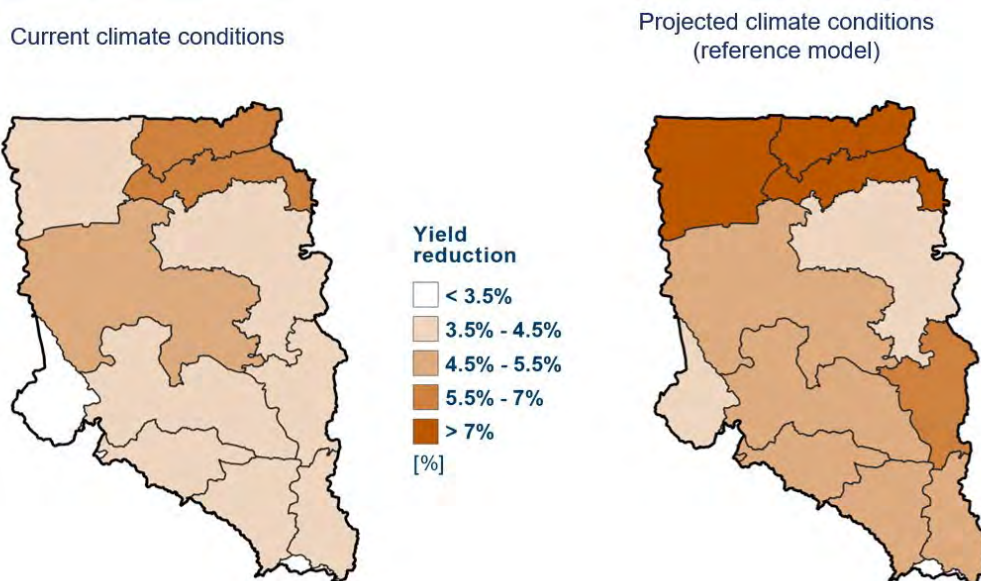 Current climate conditions
Projected climate conditions
(reference model)
Yield
reduction
< 3.5%
3.5% - 4.5%
4.5% - 5.5%
5.5% - 7%
> 7%
[%]